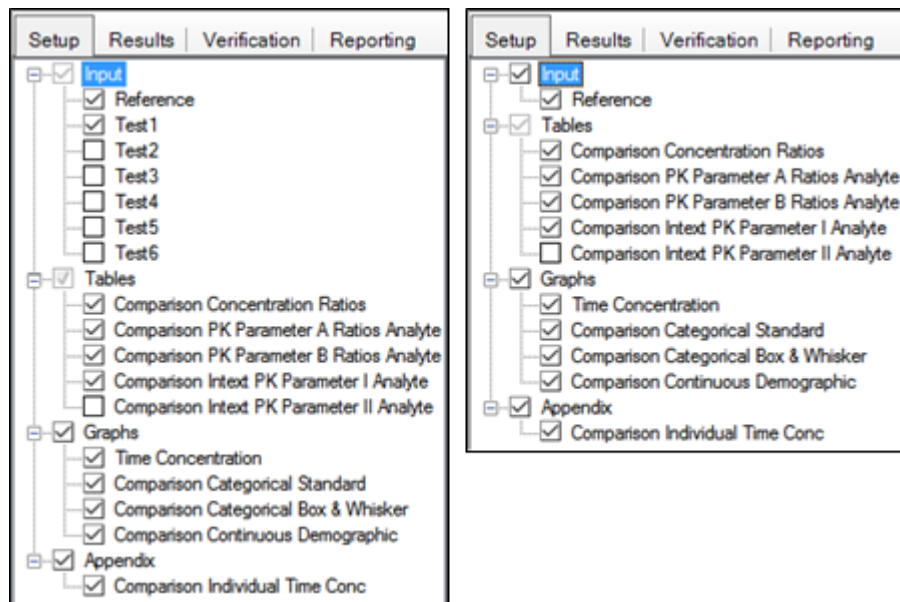 Setup Results Verification Reporting
Input
Reference
Test1
Test2
Test3
Test4
Test5
Test6
Tables
Comparison Concentration Ratios
Comparison PK Parameter A Ratios Analyte
Comparison PK Parameter B Ratios Analyte
Comparison Intext PK Parameter I Analyte
Comparison Intext PK Parameter II Analyte
Graphs
Time Concentration
Comparison Categorical Standard
Comparison Categorical Box & Whisker
Comparison Continuous Demographic
Appendix
Comparison Individual Time Conc
Setup Results Verification Reporting
Input
Reference
Tables
Comparison Concentration Ratios
Comparison PK Parameter A Ratios Analyte
Comparison PK Parameter B Ratios Analyte
Comparison Intext PK Parameter I Analyte
Comparison Intext PK Parameter II Analyte
Graphs
Time Concentration
Comparison Categorical Standard
Comparison Categorical Box & Whisker
Comparison Continuous Demographic
Appendix
Comparison Individual Time Conc